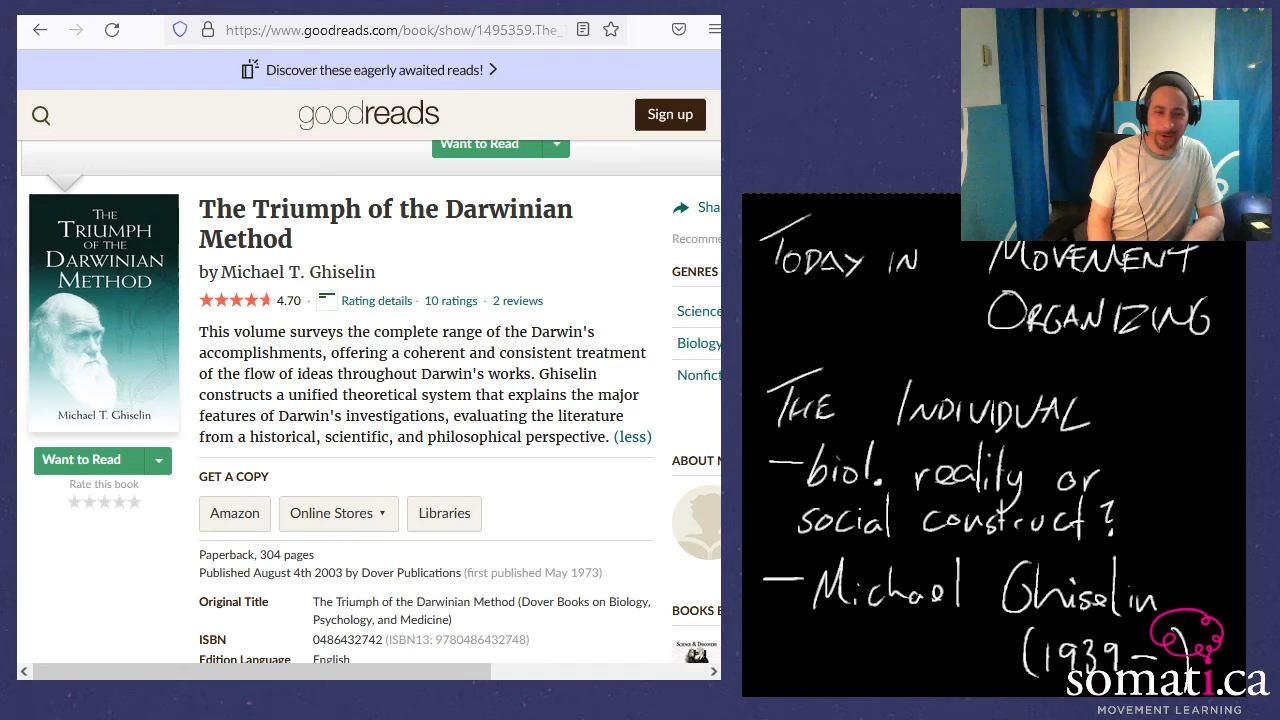 https://www.goodreads.com/book/show/1495359.The_
Discover these eagerly awaited reads!
goodreads
Sign up
Want to Read
THE
TRIUMPH
OF THE
DARWINIAN
METHOD
Michael T. Ghiselin
Want to Read
Rate this book
The Triumph of the Darwinian
Method
by Michael T. Ghiselin
4.70 · Rating details · 10 ratings · 2 reviews
This volume surveys the complete range of the Darwin's
accomplishments, offering a coherent and consistent treatment
of the flow of ideas throughout Darwin's works. Ghiselin
constructs a unified theoretical system that explains the major
features of Darwin's investigations, evaluating the literature
from a historical, scientific, and philosophical perspective. (less)
GET A COPY
Amazon
Online Stores
Libraries
Paperback, 304 pages
Published August 4th 2003 by Dover Publications (first published May 1973)
Original Title The Triumph of the Darwinian Method (Dover Books on Biology,
Psychology, and Medicine)
ISBN 0486432742 (ISBN13: 9780486432748)
Edition Language English
Sha
Recomme
GENRES
Science
Biology
Nonfict
ABOUT M
BOOKS B
SCIENCE & DISCOVERY
TODAY IN MOVEMENT
ORGANIZING
THE INDIVIDUAL
- biol. reality or
social construct?
- Michael Ghiselin
(1939 - )
somati.ca
MOVEMENT LEARNING